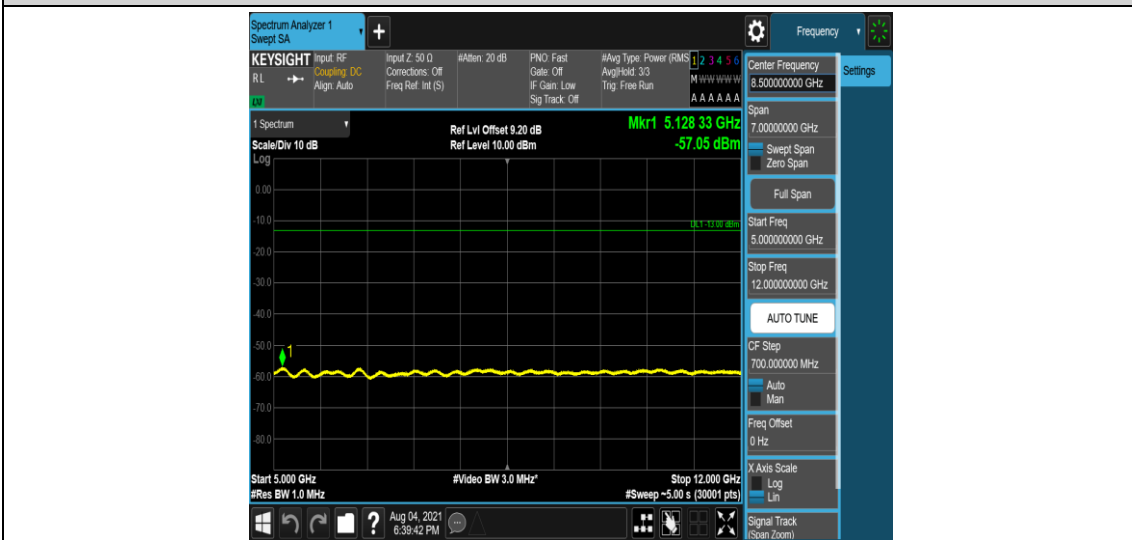 Spectrum Analyzer 1
Swept SA
+
Frequency
KEYSIGHT
RL
LXI
Input: RF
Coupling: DC
Align: Auto
Input Z: 50 Ω
Corrections: Off
Freq Ref: Int (S)
#Atten: 20 dB
PNO: Fast
Gate: Off
IF Gain: Low
Sig Track: Off
#Avg Type: Power (RMS
Avg|Hold: 3/3
Trig: Free Run
1 2 3 4 5 6
M W W W W W
A A A A A A
1 Spectrum
Scale/Div 10 dB
Ref Lvl Offset 9.20 dB
Ref Level 10.00 dBm
Mkr1 5.128 33 GHz
-57.05 dBm
Log
0.00
-10.0
-20.0
-30.0
-40.0
-50.0
-60.0
-70.0
-80.0
DL1 -13.00 dBm
1
Start 5.000 GHz
#Res BW 1.0 MHz
#Video BW 3.0 MHz*
Stop 12.000 GHz
#Sweep ~5.00 s (30001 pts)
?
Aug 04, 2021
6:39:42 PM
Center Frequency
8.500000000 GHz
Settings
Span
7.00000000 GHz
Swept Span
Zero Span
Full Span
Start Freq
5.000000000 GHz
Stop Freq
12.000000000 GHz
AUTO TUNE
CF Step
700.000000 MHz
Auto
Man
Freq Offset
0 Hz
X Axis Scale
Log
Lin
Signal Track
(Span Zoom)